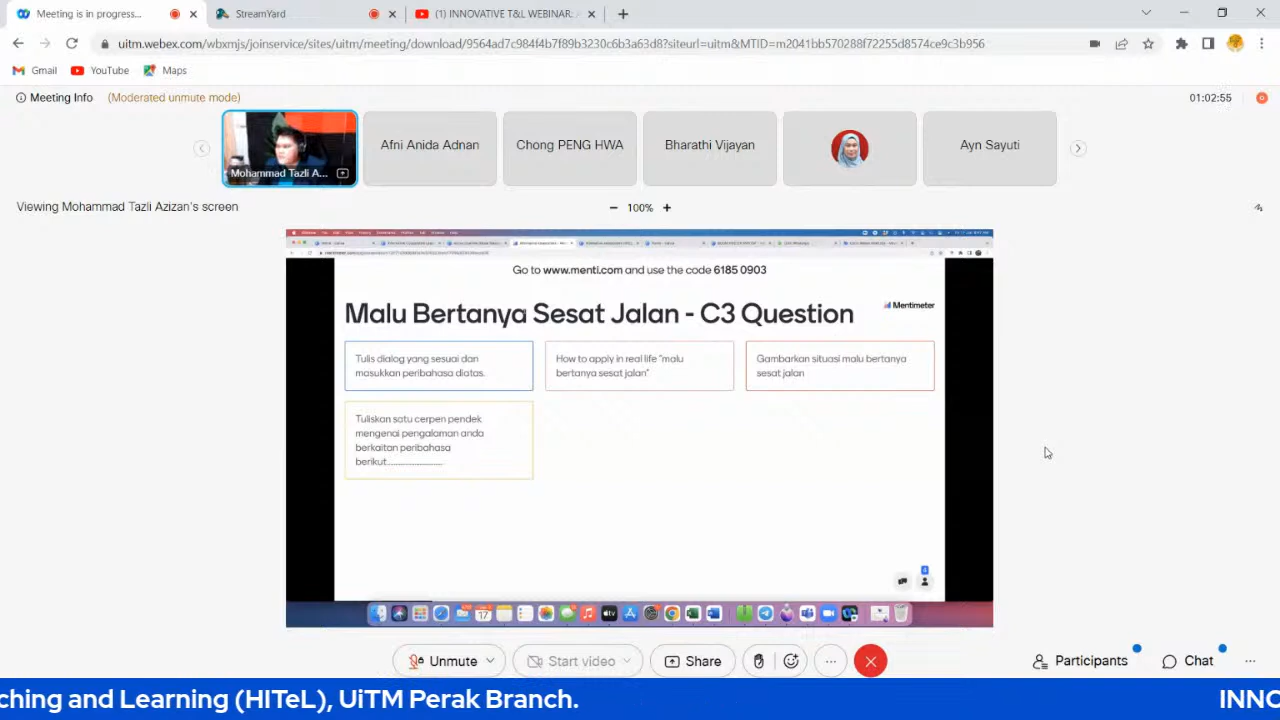 Meeting is in progress...
StreamYard
(1) INNOVATIVE T&L WEBINAR:
uitm.webex.com/wbxmjs/joinservice/sites/uitm/meeting/download/9564ad7c984f4b7f89b3230c6b3a63d8?siteurl=uitm&MTID=m2041bb570288f72255d8574ce9c3b956
Gmail
YouTube
Maps
Meeting Info (Moderated unmute mode)
01:02:55
Mohammad Tazli A...
Afni Anida Adnan
Chong PENG HWA
Bharathi Vijayan
Ayn Sayuti
Viewing Mohammad Tazli Azizan's screen
100%
Go to www.menti.com and use the code 6185 0903
Malu Bertanya Sesat Jalan - C3 Question
Mentimeter
Tulis dialog yang sesuai dan
masukkan peribahasa diatas.
How to apply in real life "malu
bertanya sesat jalan"
Gambarkan situasi malu bertanya
sesat jalan
Tuliskan satu cerpen pendek
mengenai pengalaman anda
berkaitan peribahasa
berikut............................
17
tv
Unmute
Start video
Share
Participants
Chat
ching and Learning (HITeL), UiTM Perak Branch.
INNO